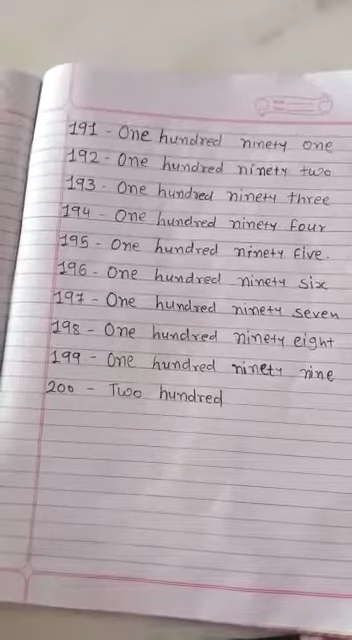 191 - One hundred ninety one
192 - One hundred ninety two
193 - One hundred ninety three
194 - One hundred ninety four
195 - One hundred ninety five.
196 - One hundred ninety six
197 - One hundred ninety seven
198 - One hundred ninety eight
199 - One hundred ninety nine
200 - Two hundred